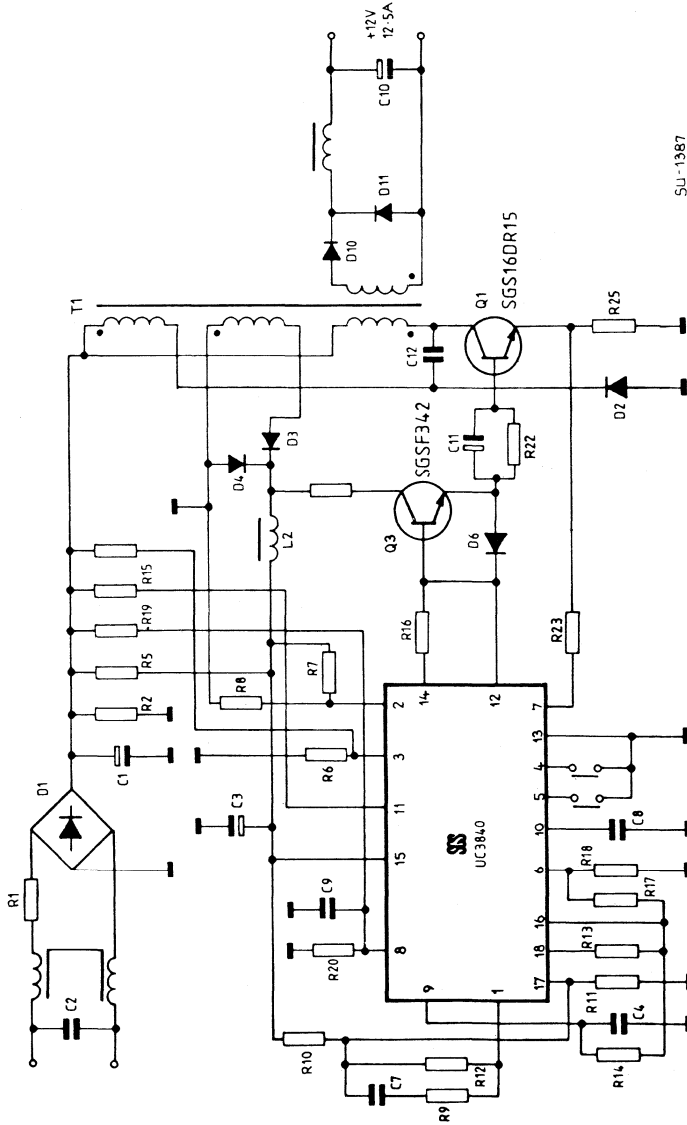 +12V
12·5A
C10
D11
D10
T1
Q1
SGS16DR15
R25
C12
D2
C11
R22
SGSF342
D3
D4
L2
Q3
D6
R15
R19
R5
R2
C1
D1
R1
C2
R16
R23
R7
R8
R6
C3
C9
R20
R10
C7
R9
R12
2
3
11
15
8
14
12
7
13
4
5
10
6
16
18
17
9
1
SGS
UC3840
C8
R18
R17
R13
R11
C4
R14
5U-1387